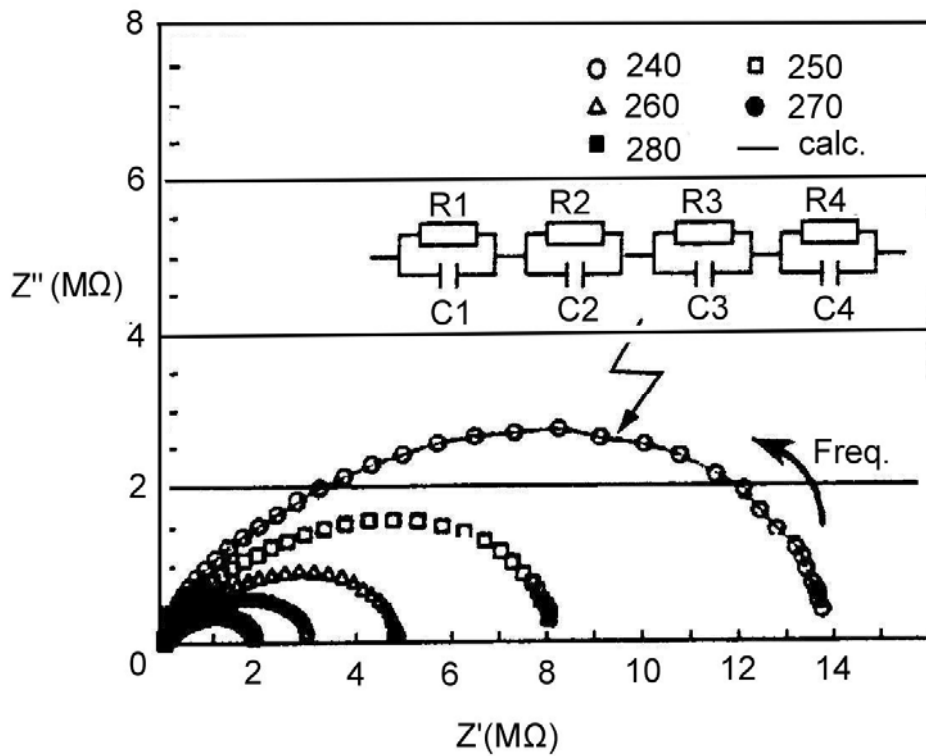 8
240 250
260 270
280 calc.
6
R1 R2 R3 R4
Z" (MΩ)
C1 C2 C3 C4
4
Freq.
2
0 2 4 6 8 10 12 14
Z'(MΩ)